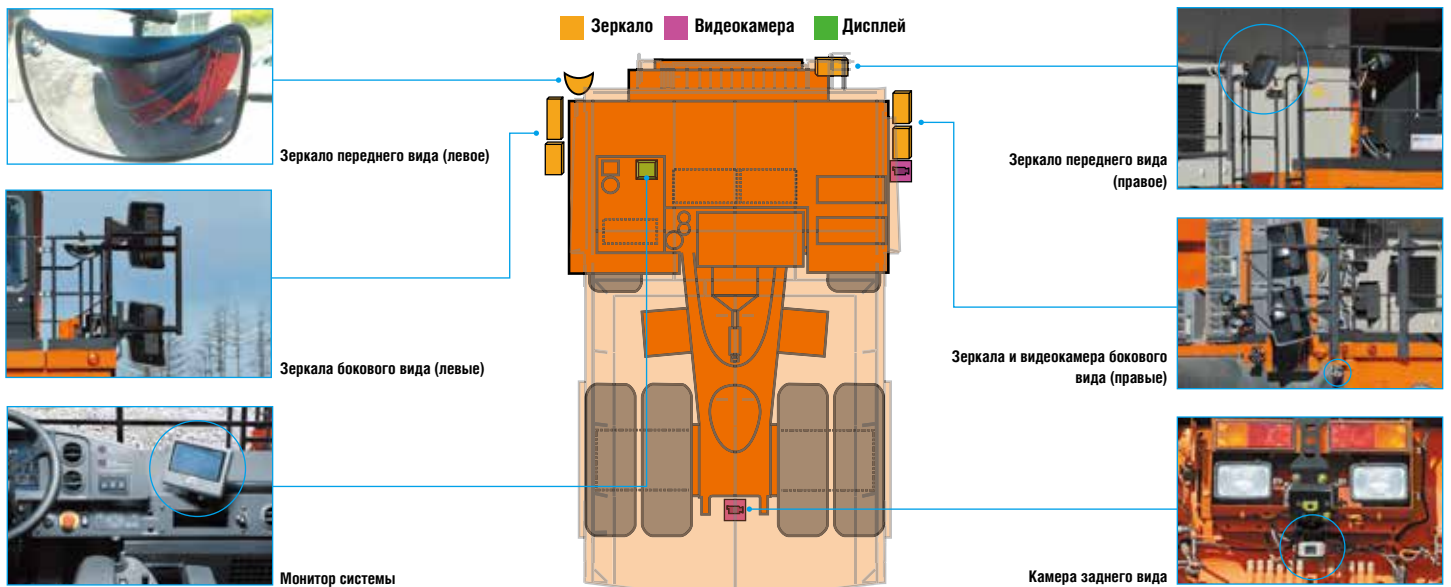 Зеркало
Видеокамера
Дисплей
Зеркало переднего вида (левое)
Зеркало переднего вида
(правое)
Зеркала бокового вида (левые)
Зеркала и видеокамера бокового
вида (правые)
Монитор системы
Камера заднего вида